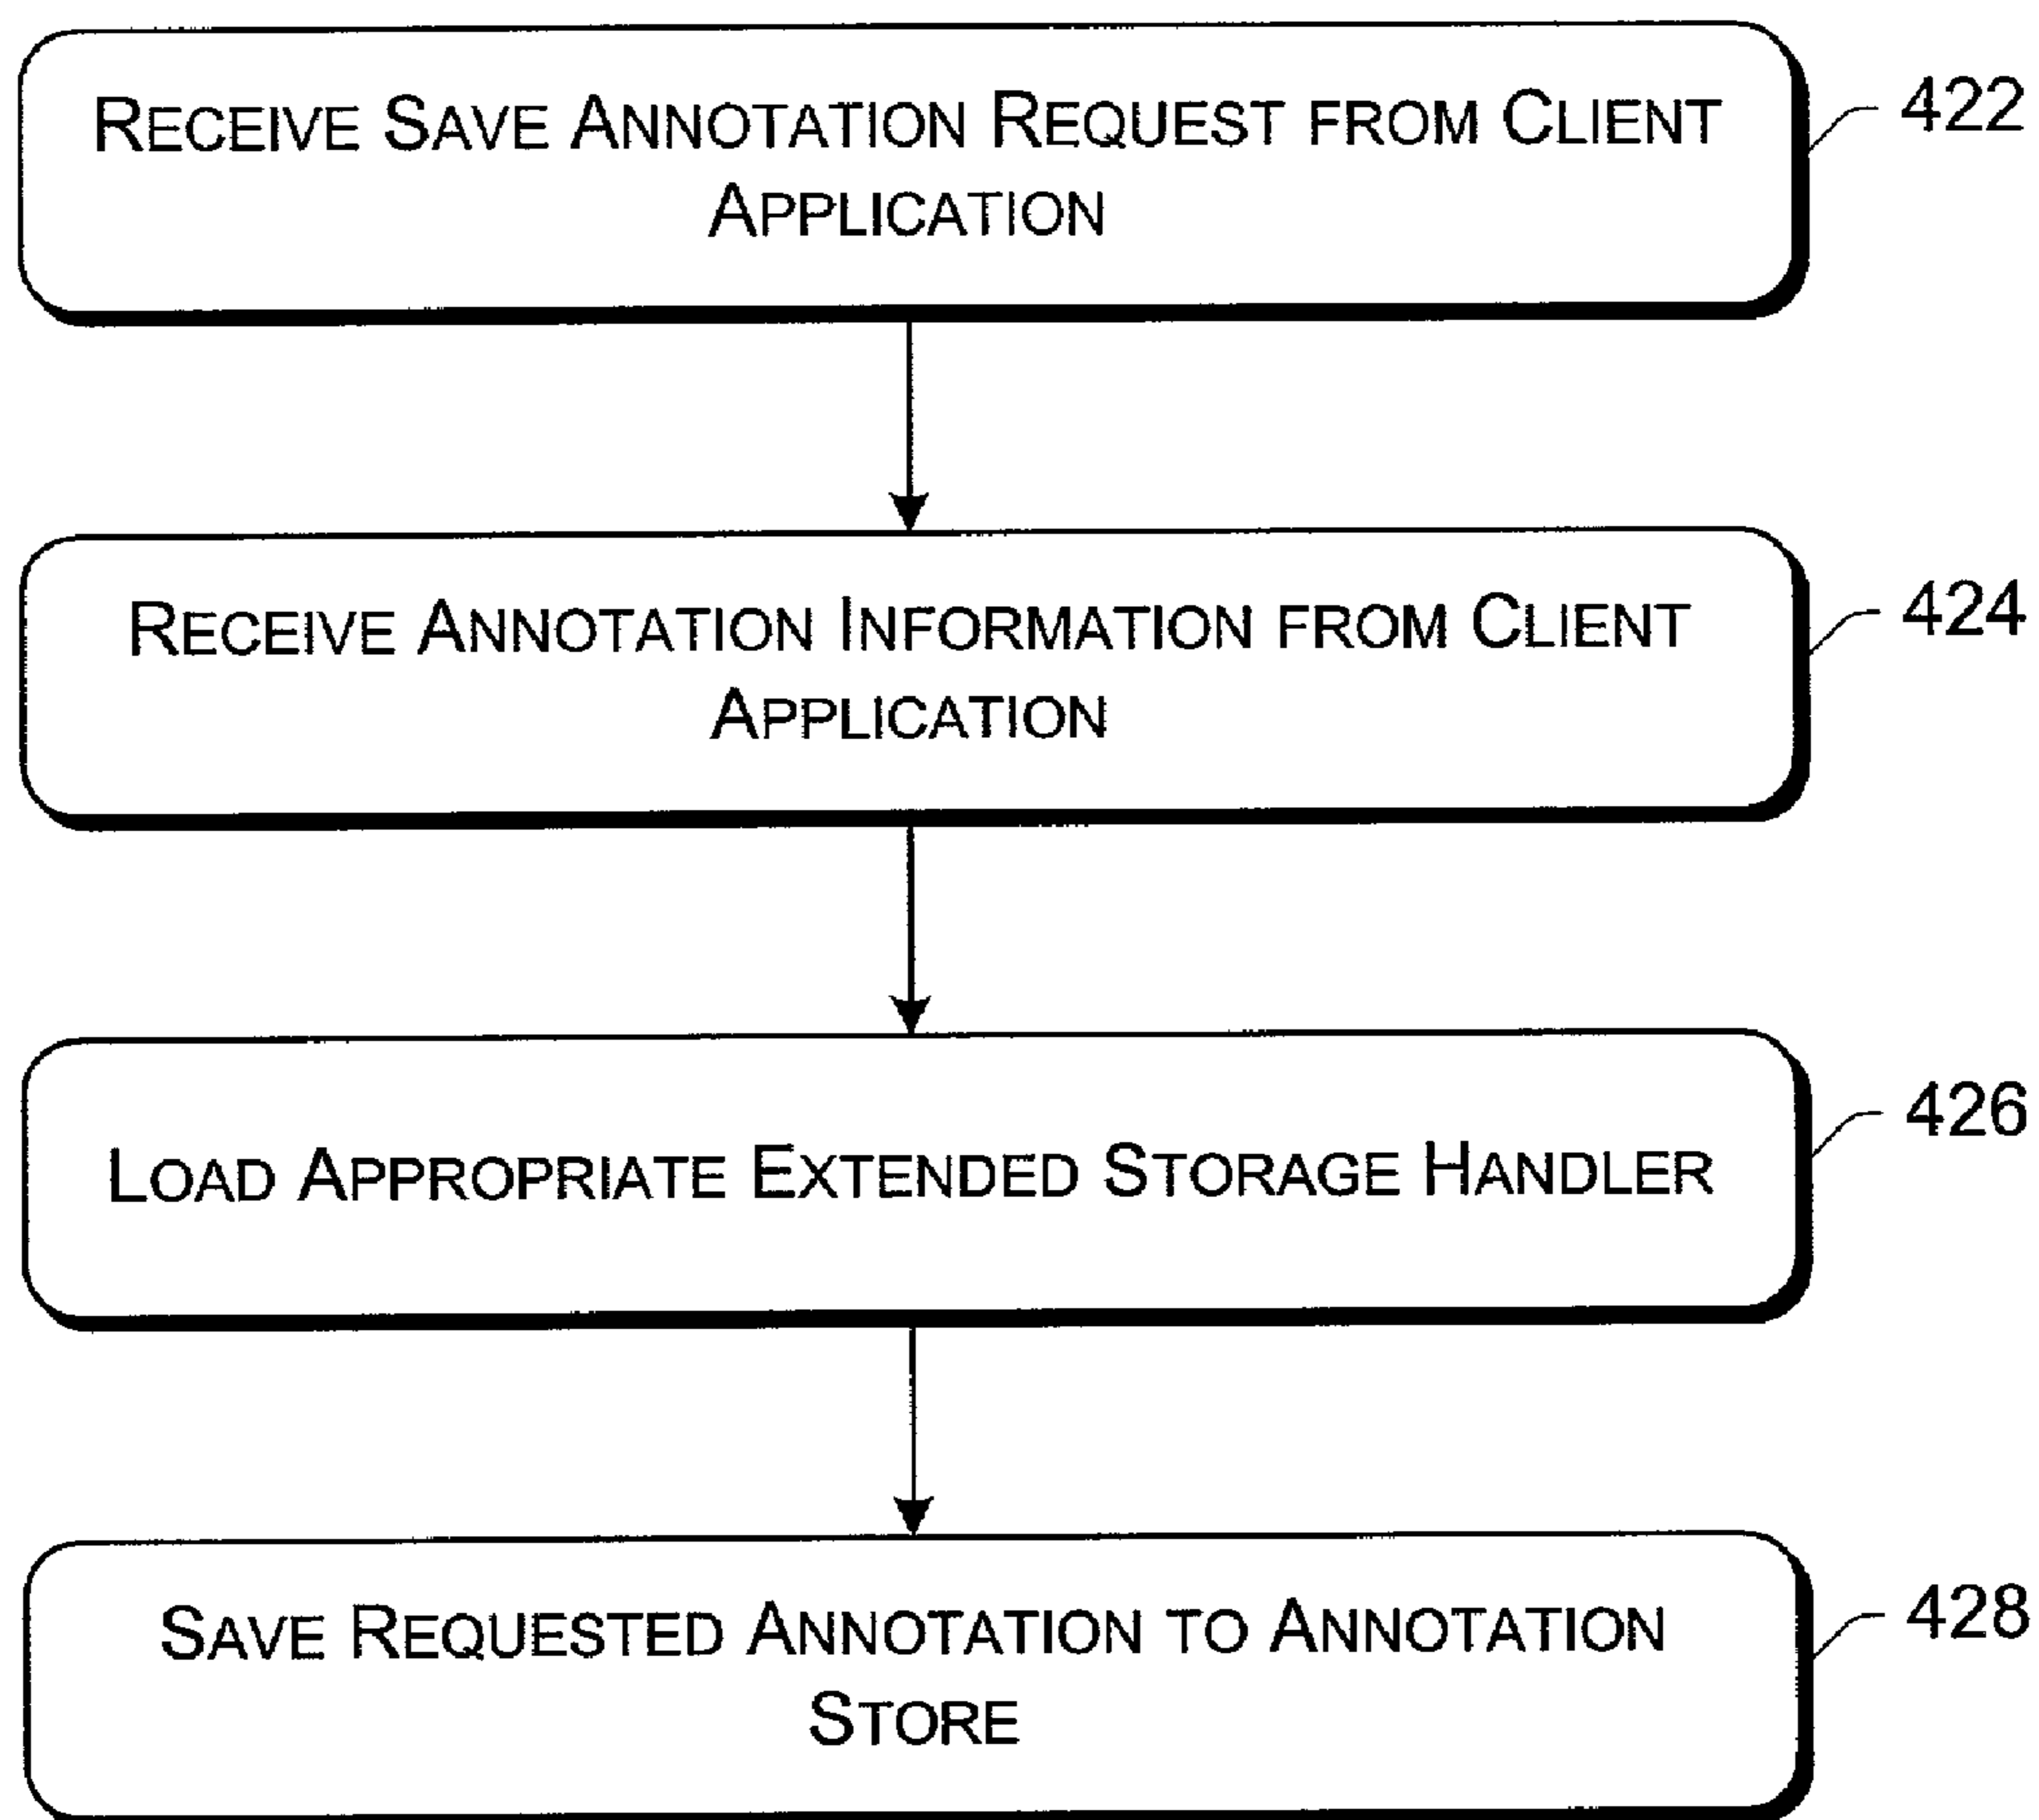 RECEIVE SAVE ANNOTATION REQUEST FROM CLIENT
APPLICATION
422
RECEIVE ANNOTATION INFORMATION FROM CLIENT
APPLICATION
424
LOAD APPROPRIATE EXTENDED STORAGE HANDLER
426
SAVE REQUESTED ANNOTATION TO ANNOTATION
STORE
428